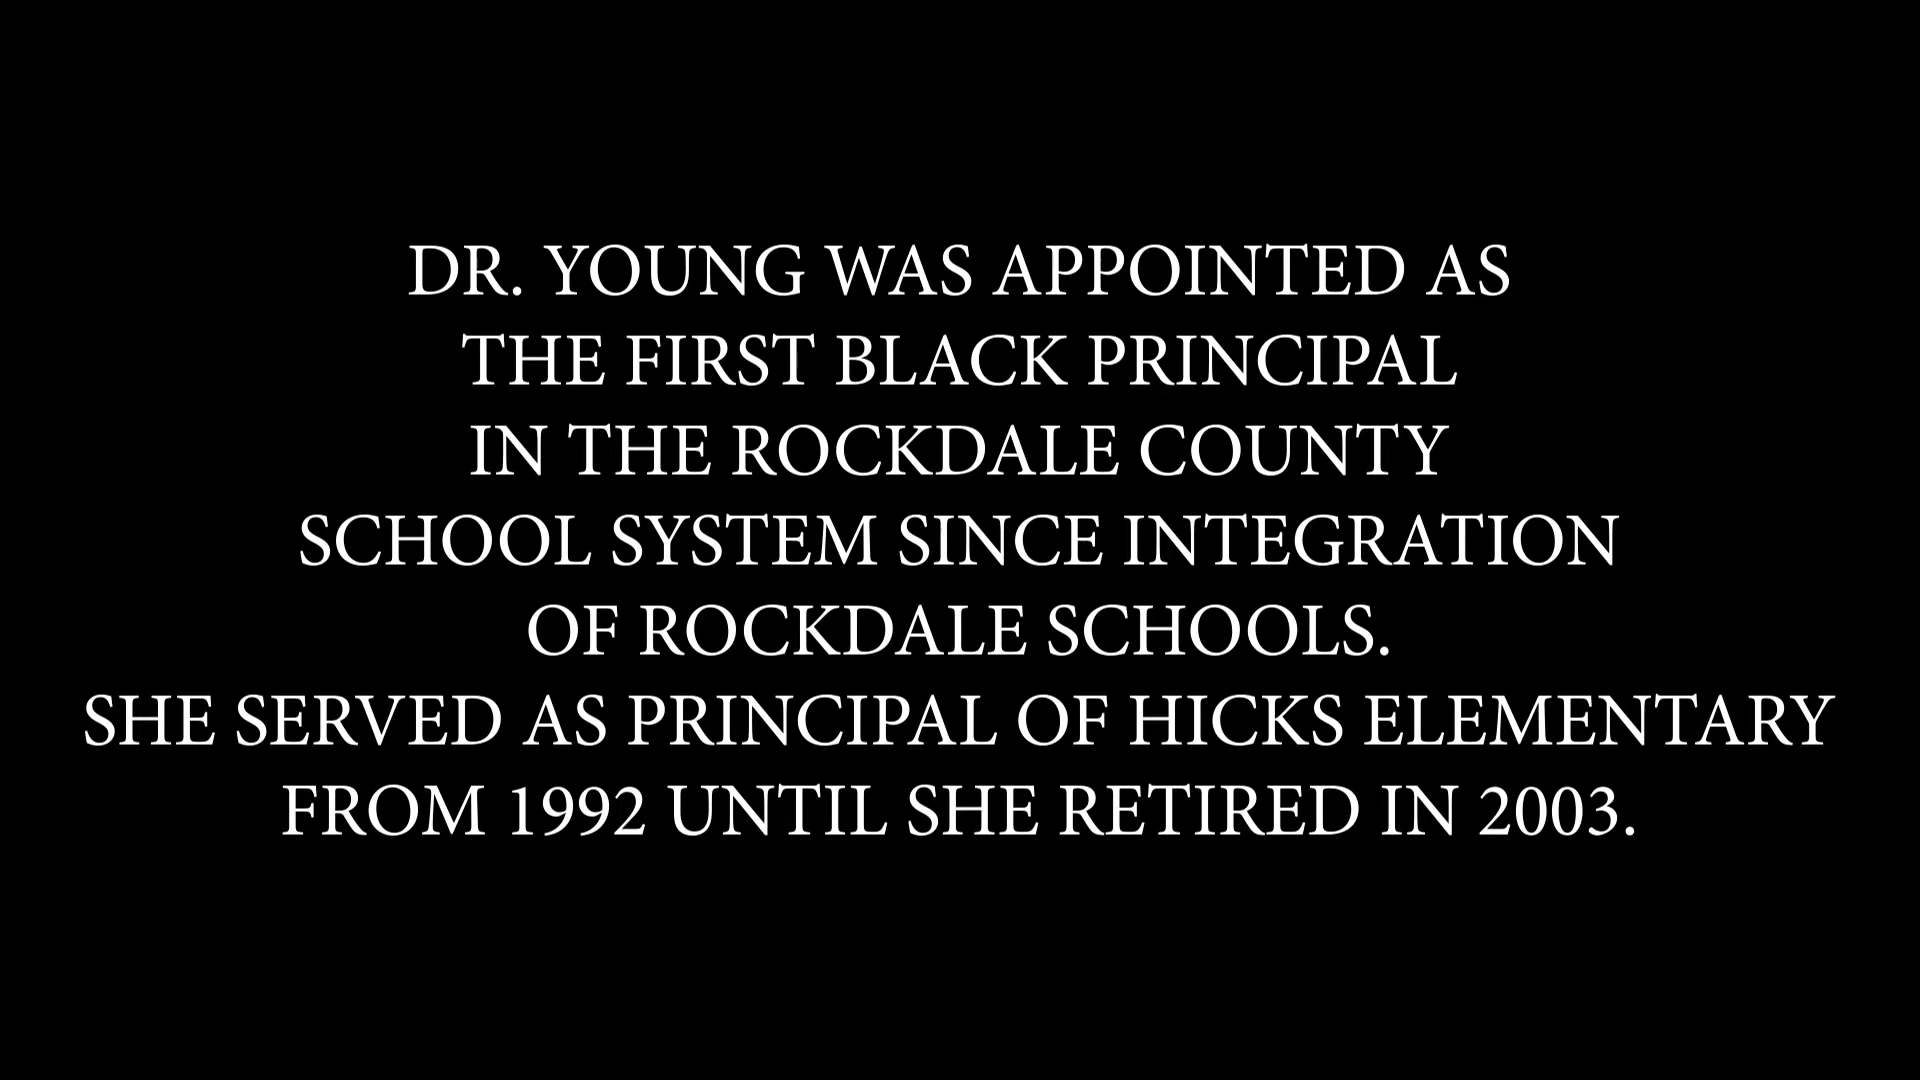 DR. YOUNG WAS APPOINTED AS
THE FIRST BLACK PRINCIPAL
IN THE ROCKDALE COUNTY
SCHOOL SYSTEM SINCE INTEGRATION
OF ROCKDALE SCHOOLS.
SHE SERVED AS PRINCIPAL OF HICKS ELEMENTARY
FROM 1992 UNTIL SHE RETIRED IN 2003.